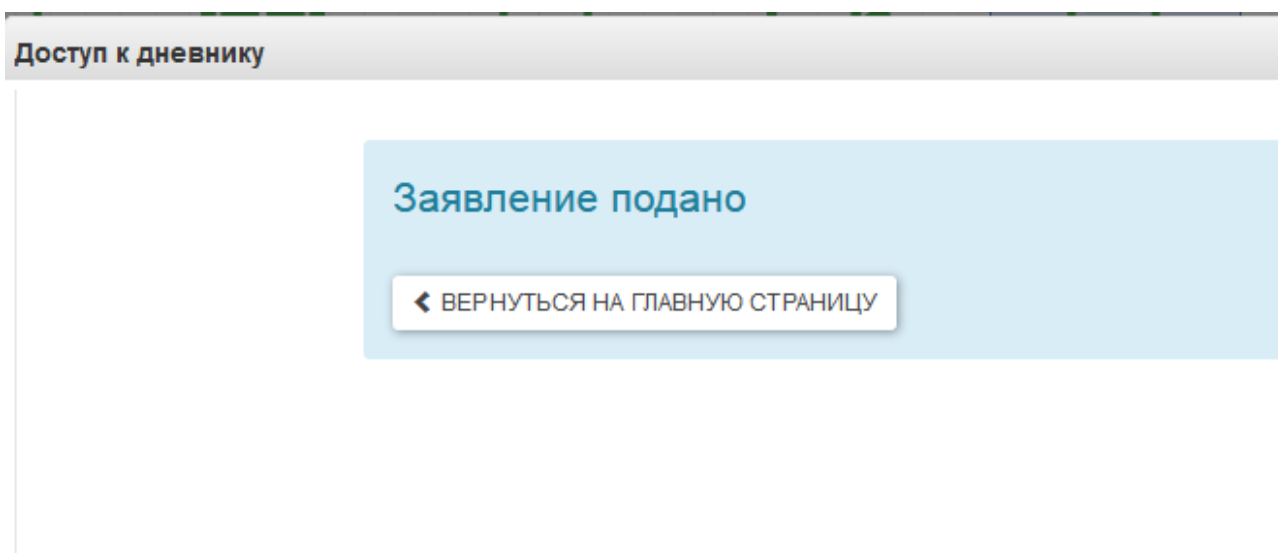 Доступ к дневнику
Заявление подано
ВЕРНУТЬСЯ НА ГЛАВНУЮ СТРАНИЦУ